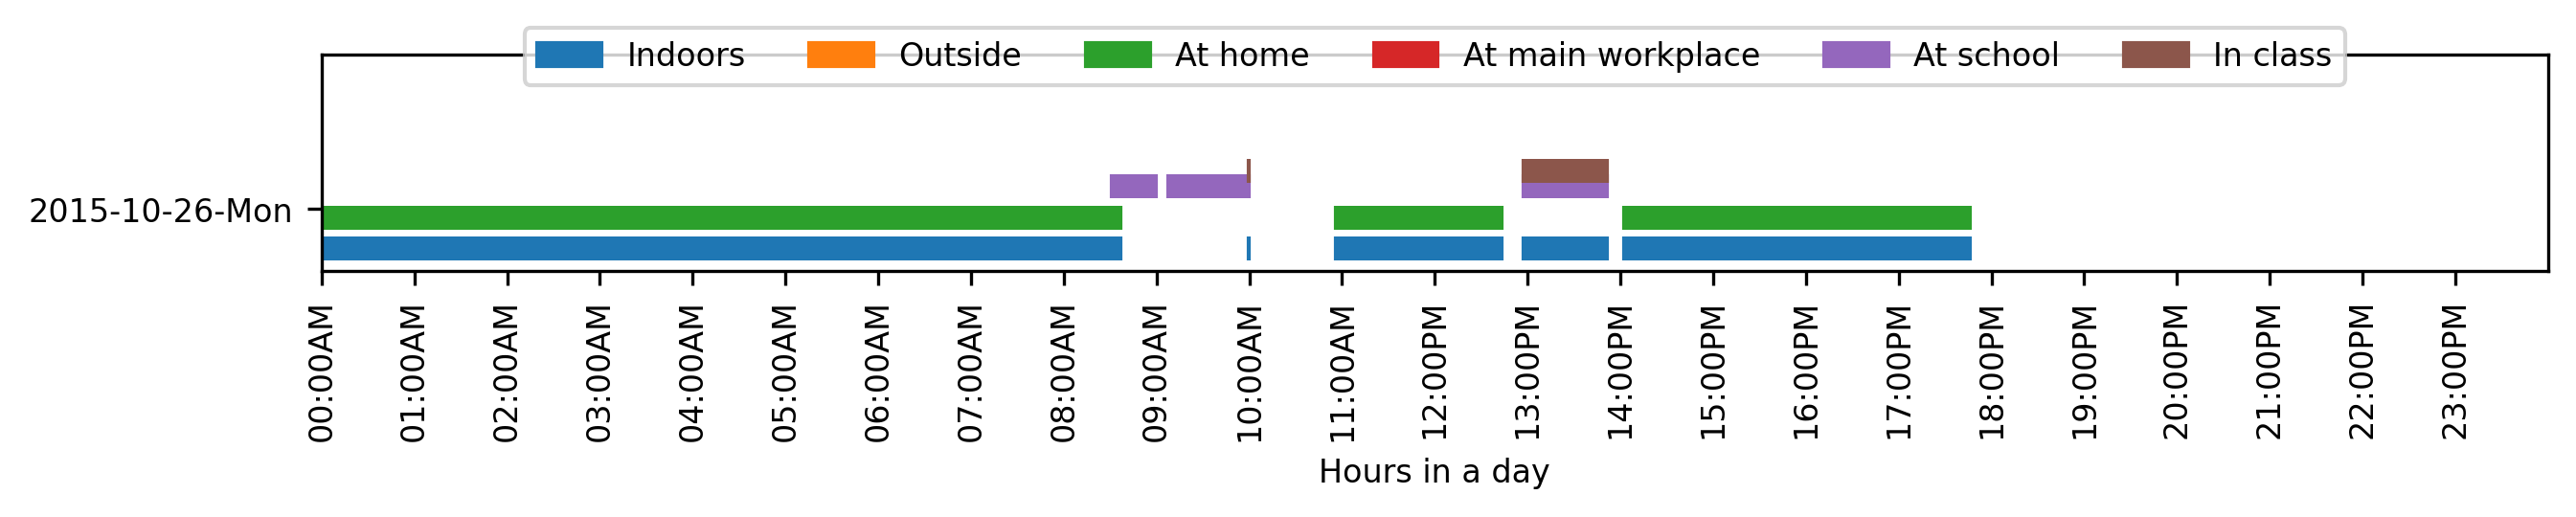 Indoors Outside At home At main workplace At school In class
2015-10-26-Mon
00:00AM 01:00AM 02:00AM 03:00AM 04:00AM 05:00AM 06:00AM 07:00AM 08:00AM 09:00AM 10:00AM 11:00AM 12:00PM 13:00PM 14:00PM 15:00PM 16:00PM 17:00PM 18:00PM 19:00PM 20:00PM 21:00PM 22:00PM 23:00PM
Hours in a day